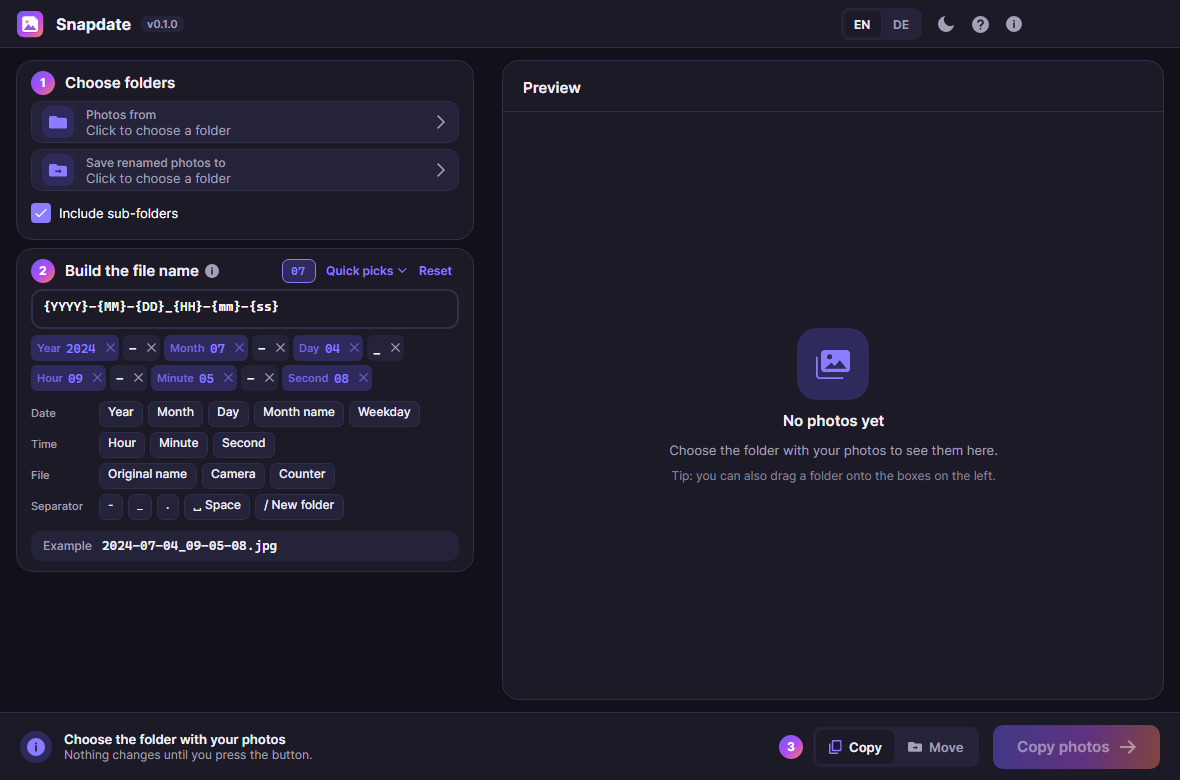 Snapdate v0.1.0
EN DE
1 Choose folders
Photos from
Click to choose a folder
Save renamed photos to
Click to choose a folder
Include sub-folders
2 Build the file name 07 Quick picks Reset
{YYYY}-{MM}-{DD}_{HH}-{mm}-{ss}
Year 2024 × - × Month 07 × - × Day 04 × _ ×
Hour 09 × - × Minute 05 × - × Second 08 ×
Date Year Month Day Month name Weekday
Time Hour Minute Second
File Original name Camera Counter
Separator - _ . ␣ Space / New folder
Example 2024-07-04_09-05-08.jpg
Preview
No photos yet
Choose the folder with your photos to see them here.
Tip: you can also drag a folder onto the boxes on the left.
Choose the folder with your photos
Nothing changes until you press the button.
3 Copy Move Copy photos →